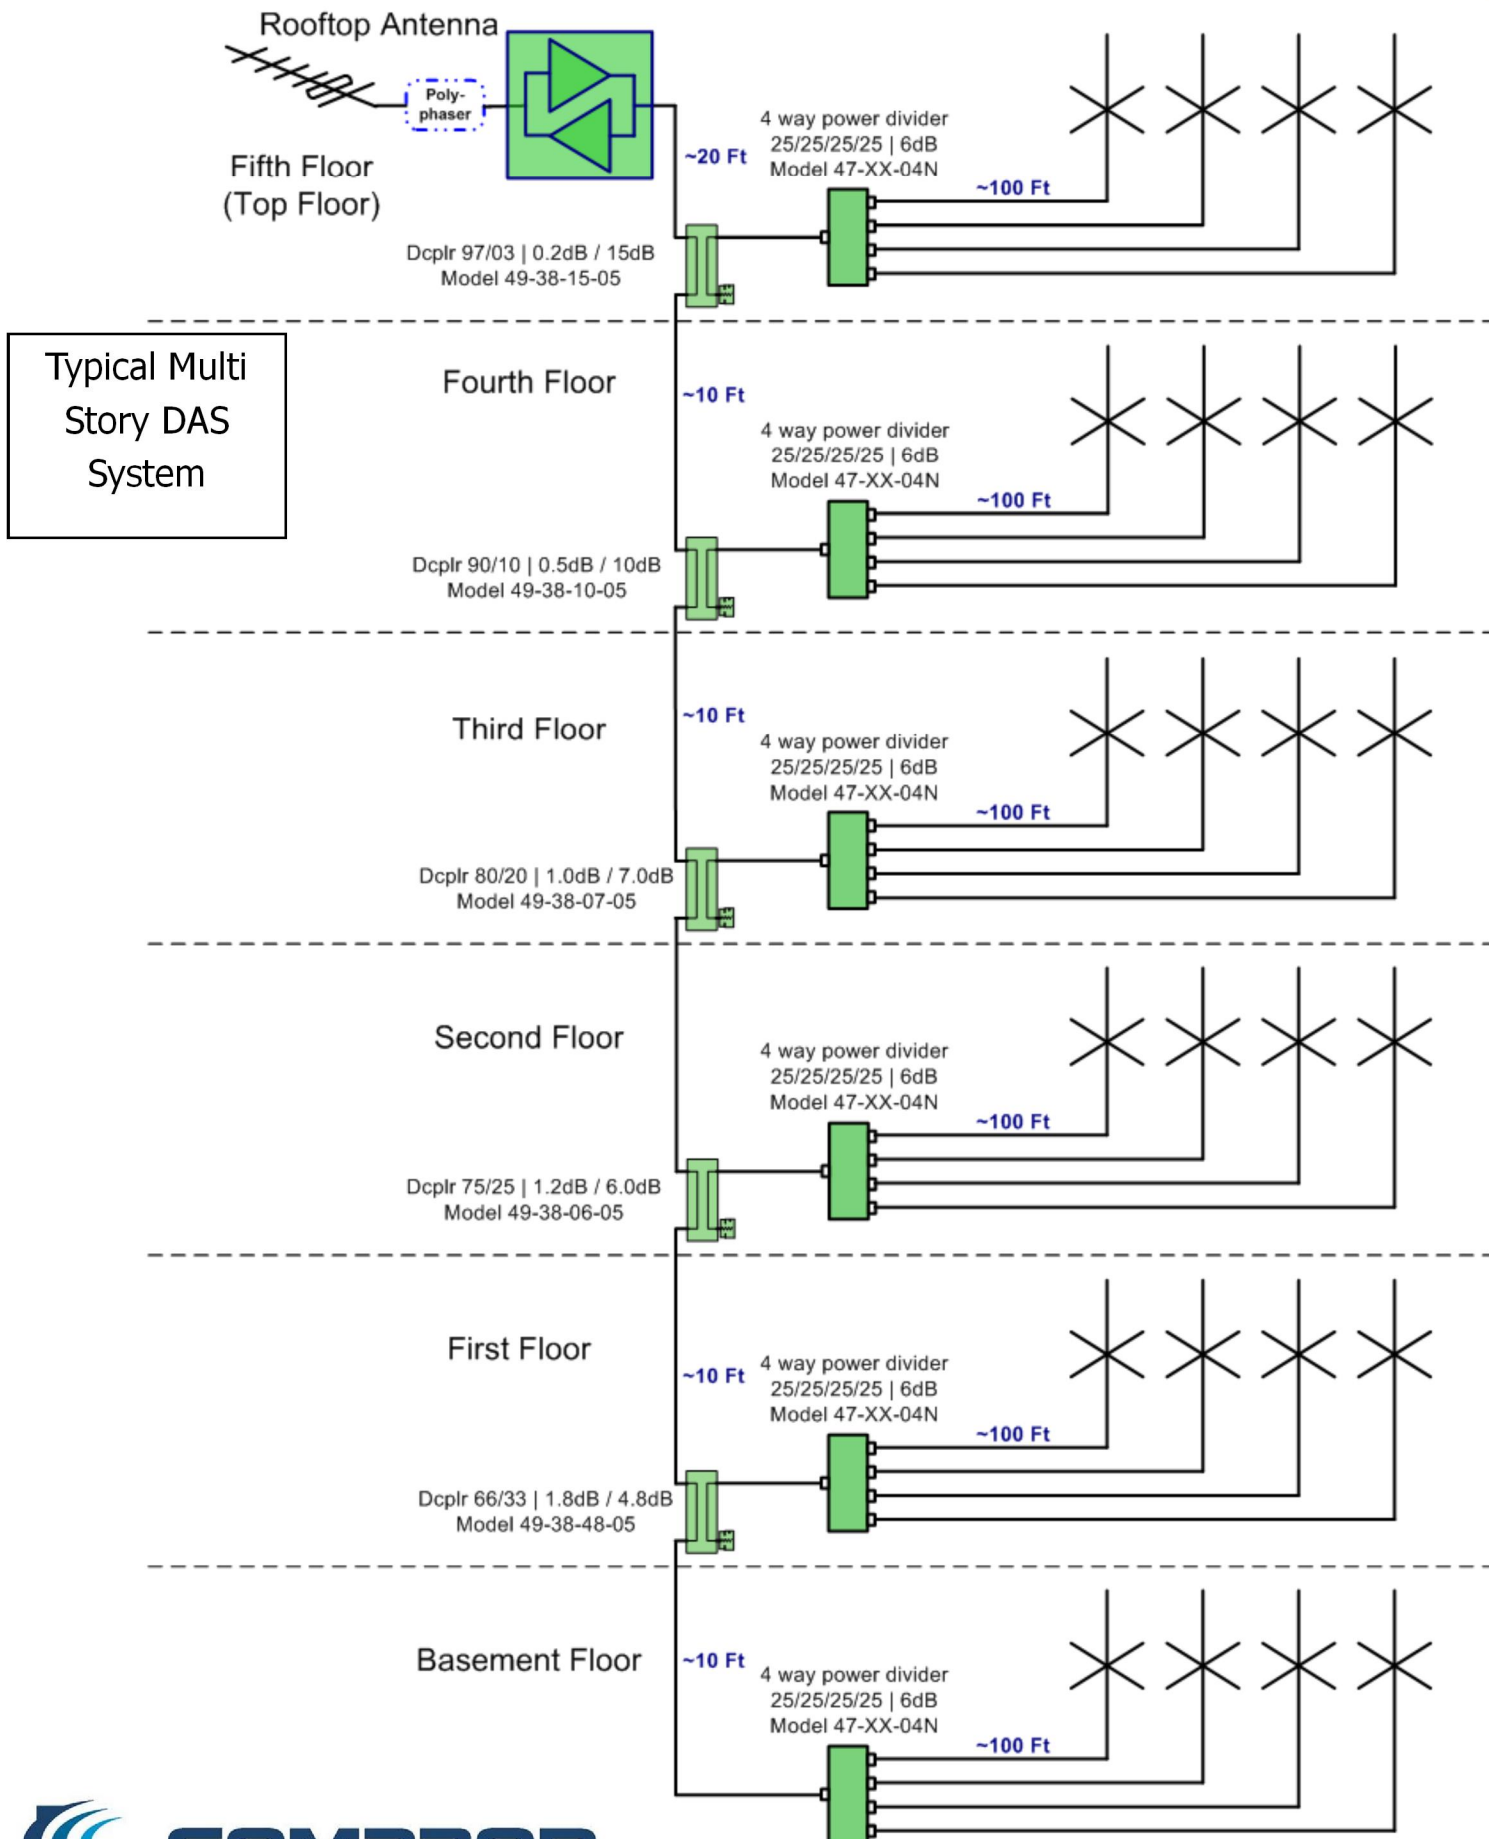 Rooftop Antenna
Poly-
phaser
Fifth Floor
(Top Floor)
~20 Ft
4 way power divider
25/25/25/25 | 6dB
Model 47-XX-04N
~100 Ft
Dcplr 97/03 | 0.2dB / 15dB
Model 49-38-15-05
Typical Multi
Story DAS
System
Fourth Floor
~10 Ft
4 way power divider
25/25/25/25 | 6dB
Model 47-XX-04N
~100 Ft
Dcplr 90/10 | 0.5dB / 10dB
Model 49-38-10-05
Third Floor
~10 Ft
4 way power divider
25/25/25/25 | 6dB
Model 47-XX-04N
~100 Ft
Dcplr 80/20 | 1.0dB / 7.0dB
Model 49-38-07-05
Second Floor
4 way power divider
25/25/25/25 | 6dB
Model 47-XX-04N
~100 Ft
Dcplr 75/25 | 1.2dB / 6.0dB
Model 49-38-06-05
First Floor
~10 Ft
4 way power divider
25/25/25/25 | 6dB
Model 47-XX-04N
~100 Ft
Dcplr 66/33 | 1.8dB / 4.8dB
Model 49-38-48-05
Basement Floor
~10 Ft
4 way power divider
25/25/25/25 | 6dB
Model 47-XX-04N
~100 Ft